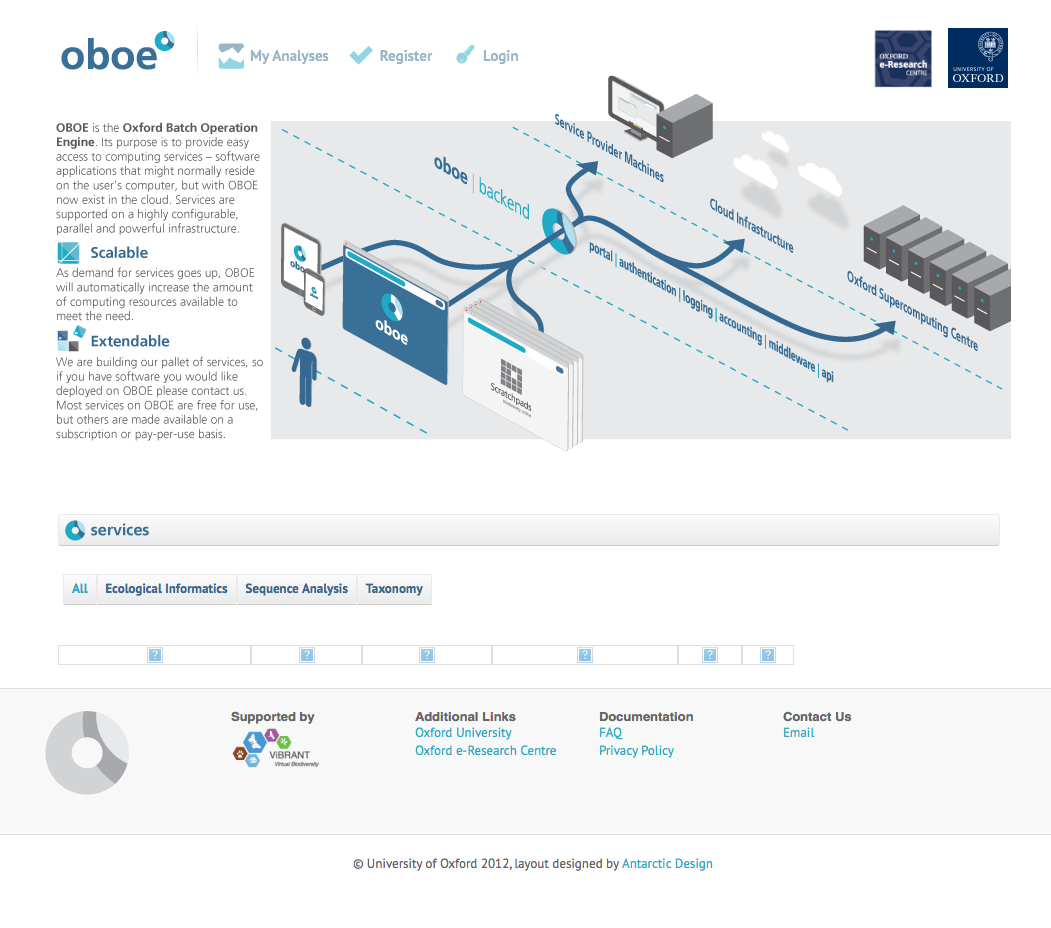 oboe
My Analyses
Register
Login
OXFORD
e-Research
CENTRE
UNIVERSITY OF
OXFORD
OBOE is the Oxford Batch Operation
Engine. Its purpose is to provide easy
access to computing services – software
applications that might normally reside
on the user's computer, but with OBOE
now exist in the cloud. Services are
supported on a highly configurable,
parallel and powerful infrastructure.
Scalable
As demand for services goes up, OBOE
will automatically increase the amount
of computing resources available to
meet the need.
Extendable
We are building our pallet of services, so
if you have software you would like
deployed on OBOE please contact us.
Most services on OBOE are free for use,
but others are made available on a
subscription or pay-per-use basis.
Service Provider Machines
oboe | backend
Cloud Infrastructure
Oxford Supercomputing Centre
portal | authentication | logging | accounting | middleware | api
oboe
oboe
Scratchpads
Biodiversity online
services
All
Ecological Informatics
Sequence Analysis
Taxonomy
?
?
?
?
?
?
Supported by
ViBRANT
Virtual Biodiversity
Additional Links
Oxford University
Oxford e-Research Centre
Documentation
FAQ
Privacy Policy
Contact Us
Email
© University of Oxford 2012, layout designed by Antarctic Design